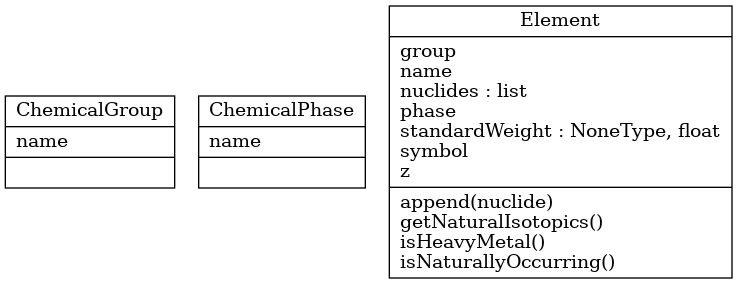 ChemicalGroup
name
ChemicalPhase
name
Element
group
name
nuclides : list
phase
standardWeight : NoneType, float
symbol
z
append(nuclide)
getNaturalIsotopics()
isHeavyMetal()
isNaturallyOccurring()